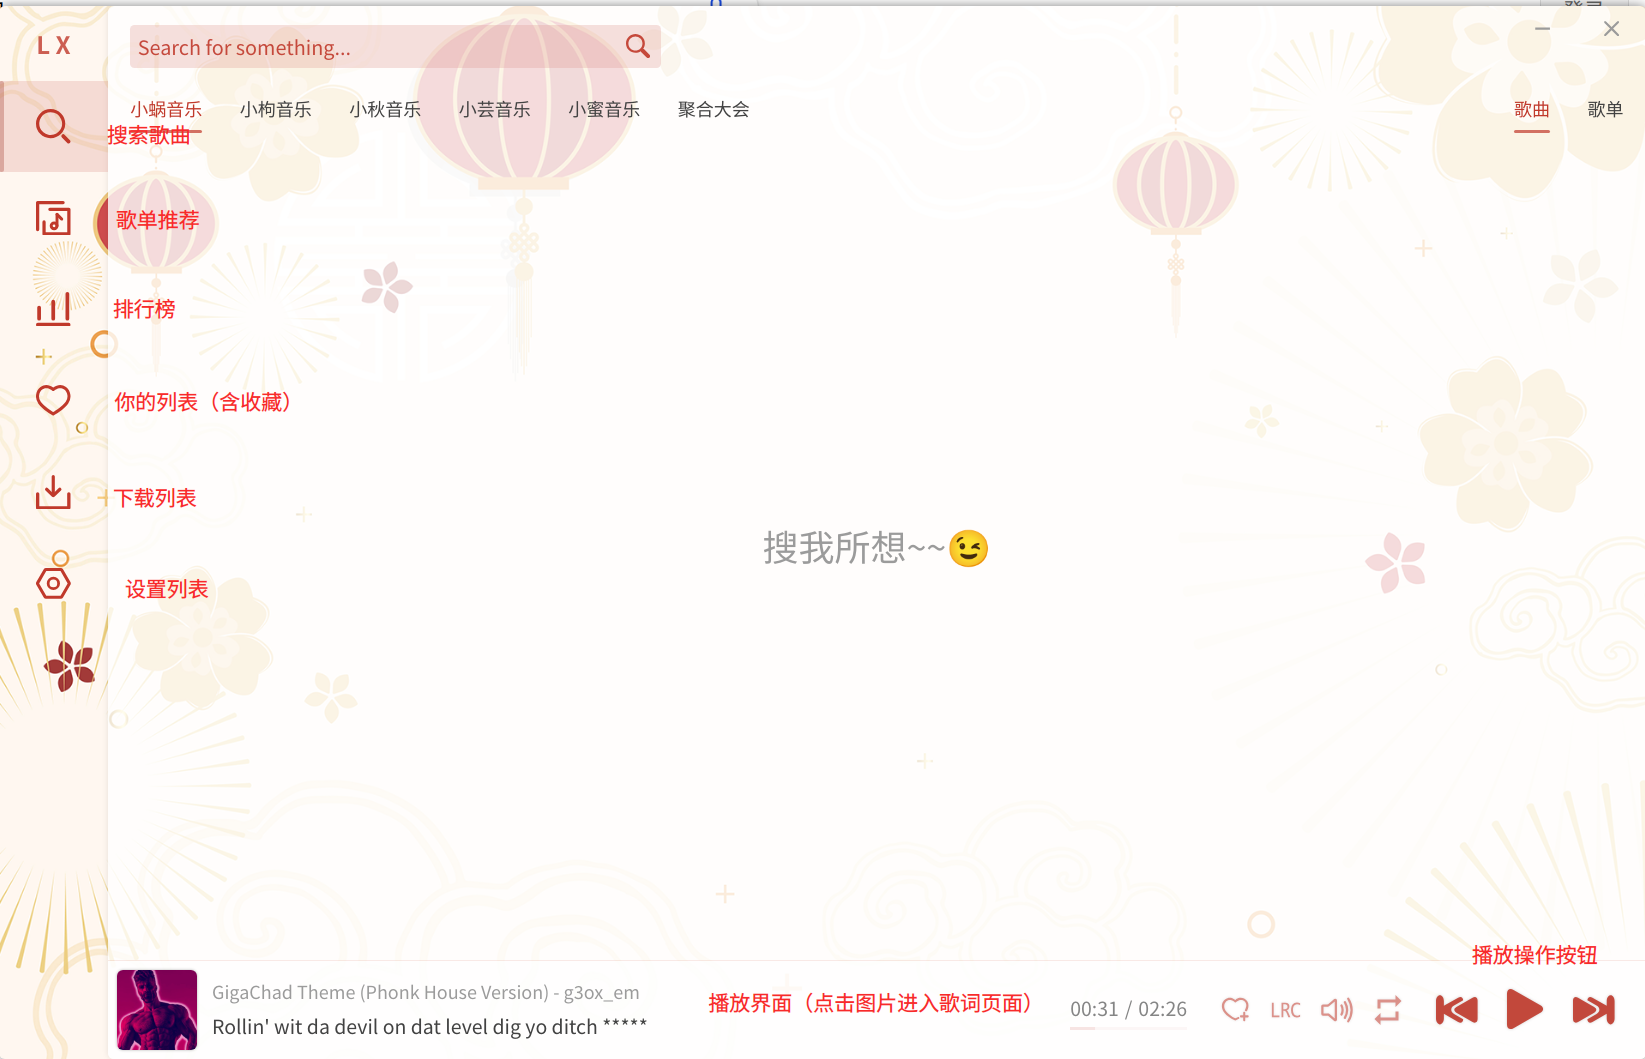 LX
Search for something...
小蜗音乐 小枸音乐 小秋音乐 小芸音乐 小蜜音乐 聚合大会 歌曲 歌单
搜索歌曲
歌单推荐
排行榜
你的列表（含收藏）
下载列表
搜我所想~~😉
设置列表
播放操作按钮
GigaChad Theme (Phonk House Version) - g3ox_em
Rollin' wit da devil on dat level dig yo ditch *****
播放界面（点击图片进入歌词页面）
00:31 / 02:26
LRC